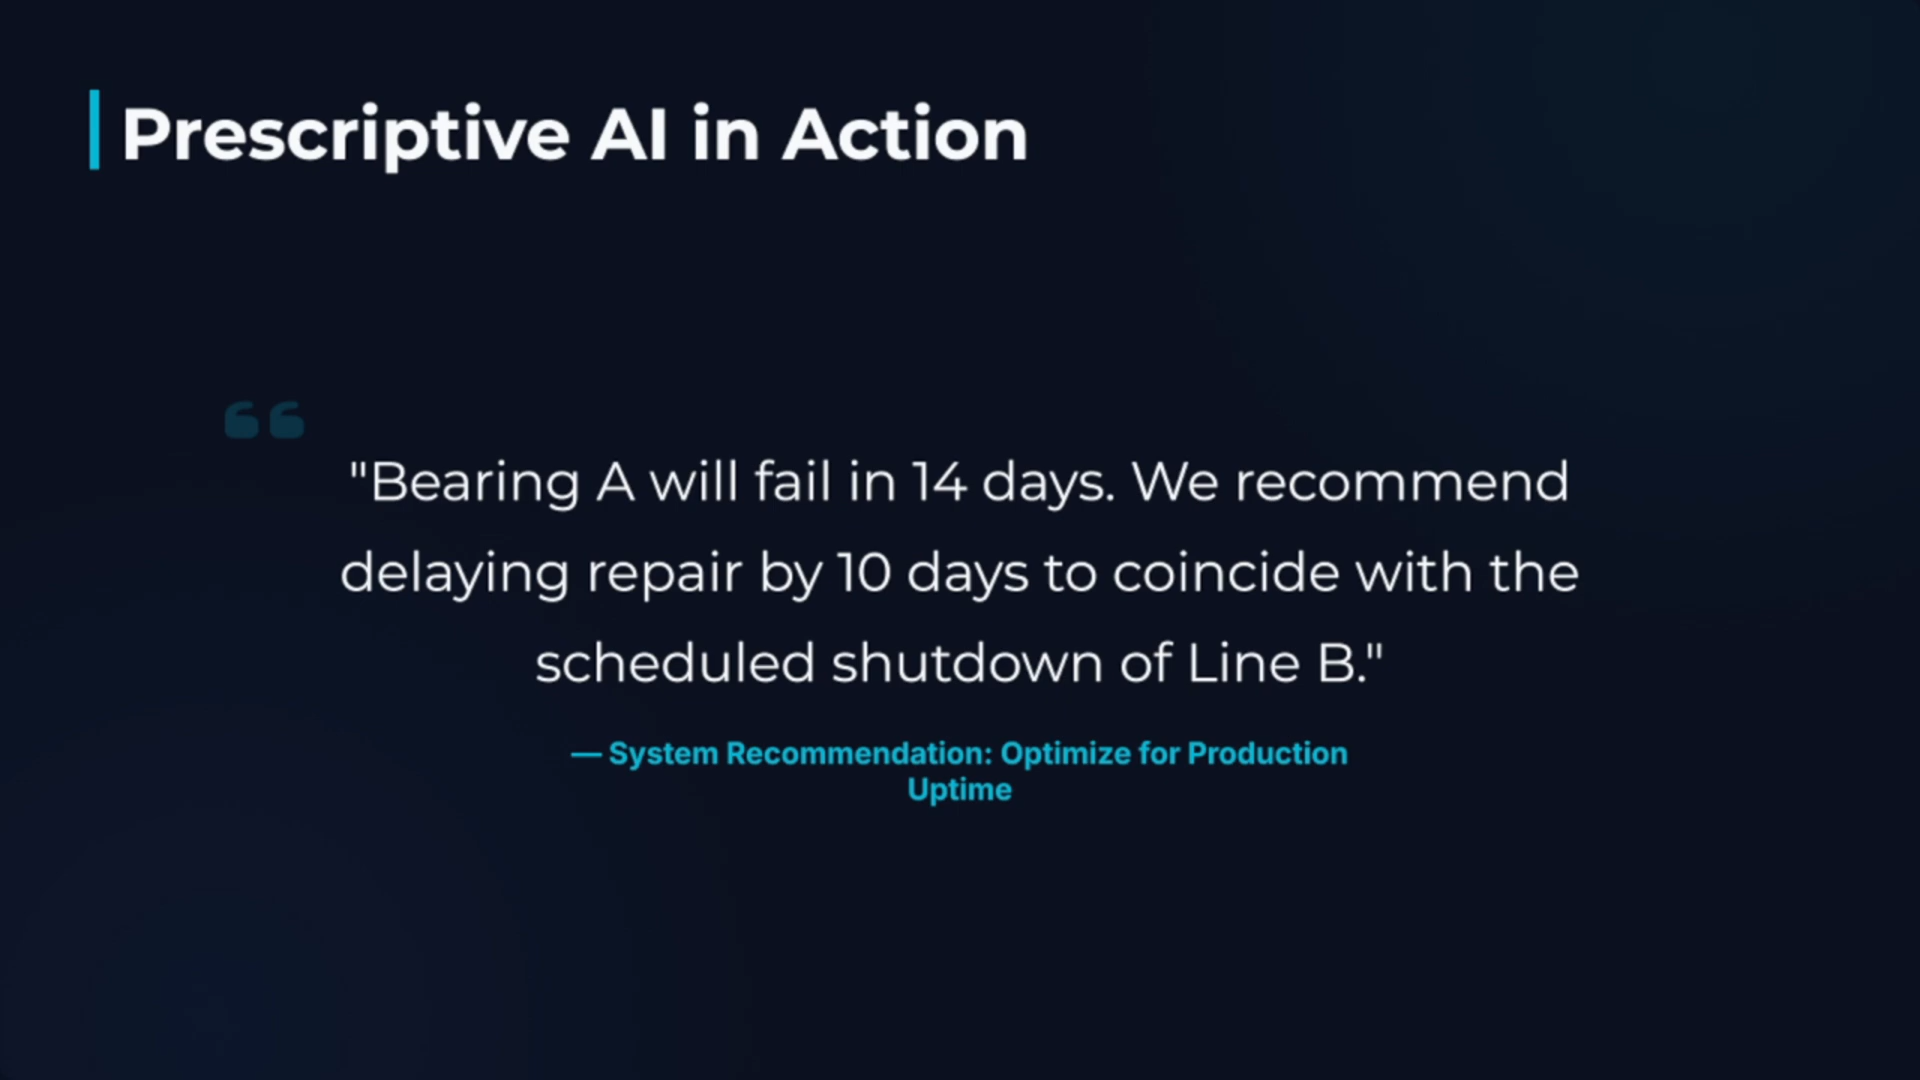 Prescriptive AI in Action
"Bearing A will fail in 14 days. We recommend
delaying repair by 10 days to coincide with the
scheduled shutdown of Line B."
— System Recommendation: Optimize for Production
Uptime